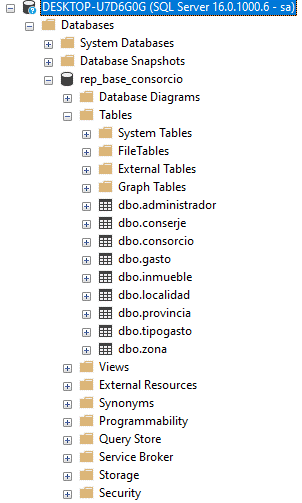 DESKTOP-U7D6G0G (SQL Server 16.0.1000.6 - sa)
Databases
System Databases
Database Snapshots
rep_base_consorcio
Database Diagrams
Tables
System Tables
FileTables
External Tables
Graph Tables
dbo.administrador
dbo.conserje
dbo.consorcio
dbo.gasto
dbo.inmueble
dbo.localidad
dbo.provincia
dbo.tipogasto
dbo.zona
Views
External Resources
Synonyms
Programmability
Query Store
Service Broker
Storage
Security